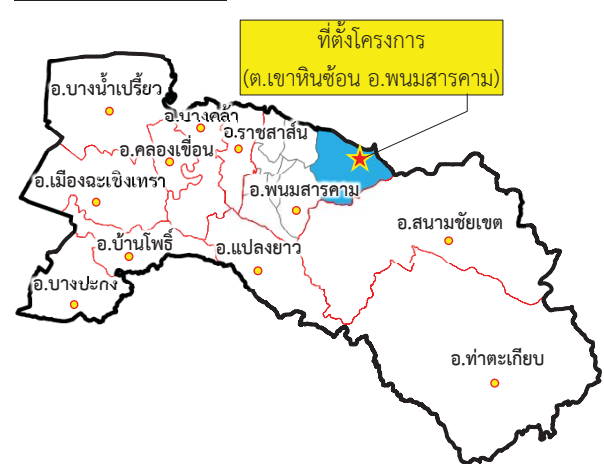 ที่ตั้งโครงการ
(ต.เขาหินซ้อน อ.พนมสารคาม)
อ.บางน้ำเปรี้ยว
อ.บางคล้า
อ.ราชสาส์น
อ.คลองเขื่อน
อ.เมืองฉะเชิงเทรา
อ.พนมสารคาม
อ.สนามชัยเขต
อ.บ้านโพธิ์
อ.แปลงยาว
อ.บางปะกง
อ.ท่าตะเกียบ